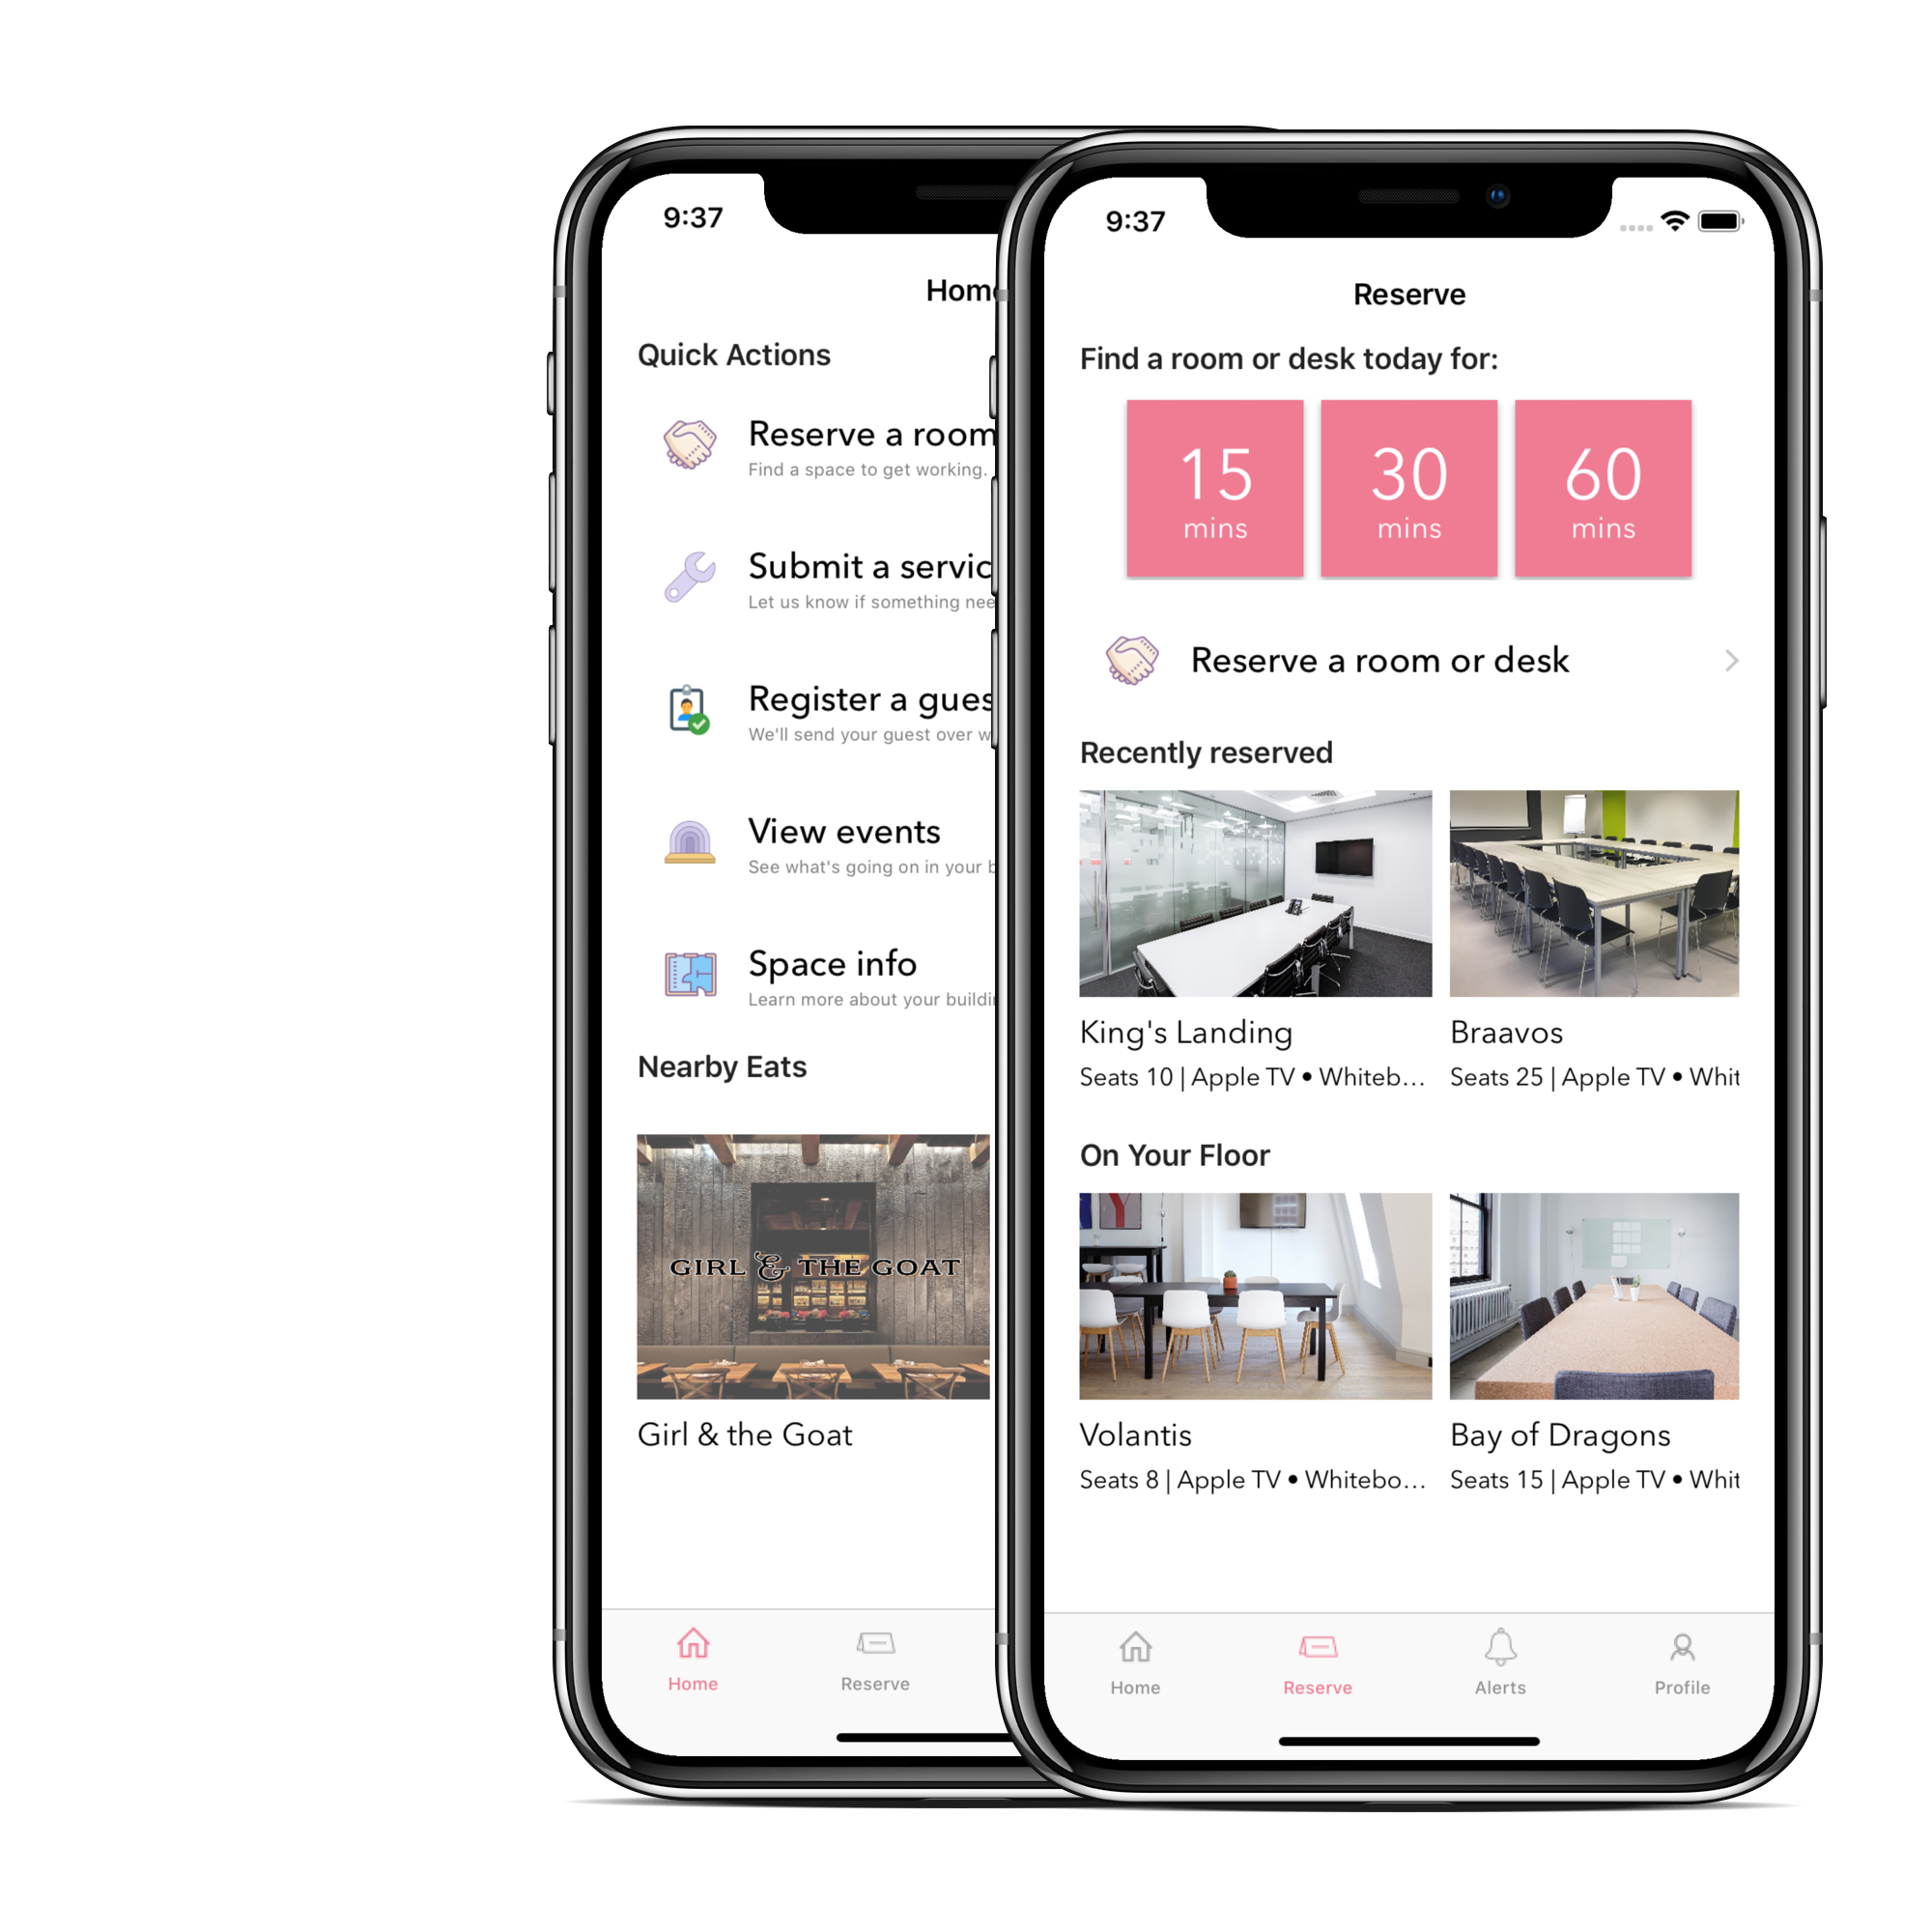 9:37
Home
Quick Actions
Reserve a room
Find a space to get working.
Submit a servic
Let us know if something nee
Register a gues
We'll send your guest over w
View events
See what's going on in your b
Space info
Learn more about your buildin
Nearby Eats
GIRL & THE GOAT
Girl & the Goat
Home
Reserve
9:37
Reserve
Find a room or desk today for:
15 30 60
mins mins mins
Reserve a room or desk
Recently reserved
King's Landing Braavos
Seats 10 | Apple TV • Whiteb... Seats 25 | Apple TV • Whit
On Your Floor
Volantis Bay of Dragons
Seats 8 | Apple TV • Whitebo... Seats 15 | Apple TV • Whit
Home Reserve Alerts Profile